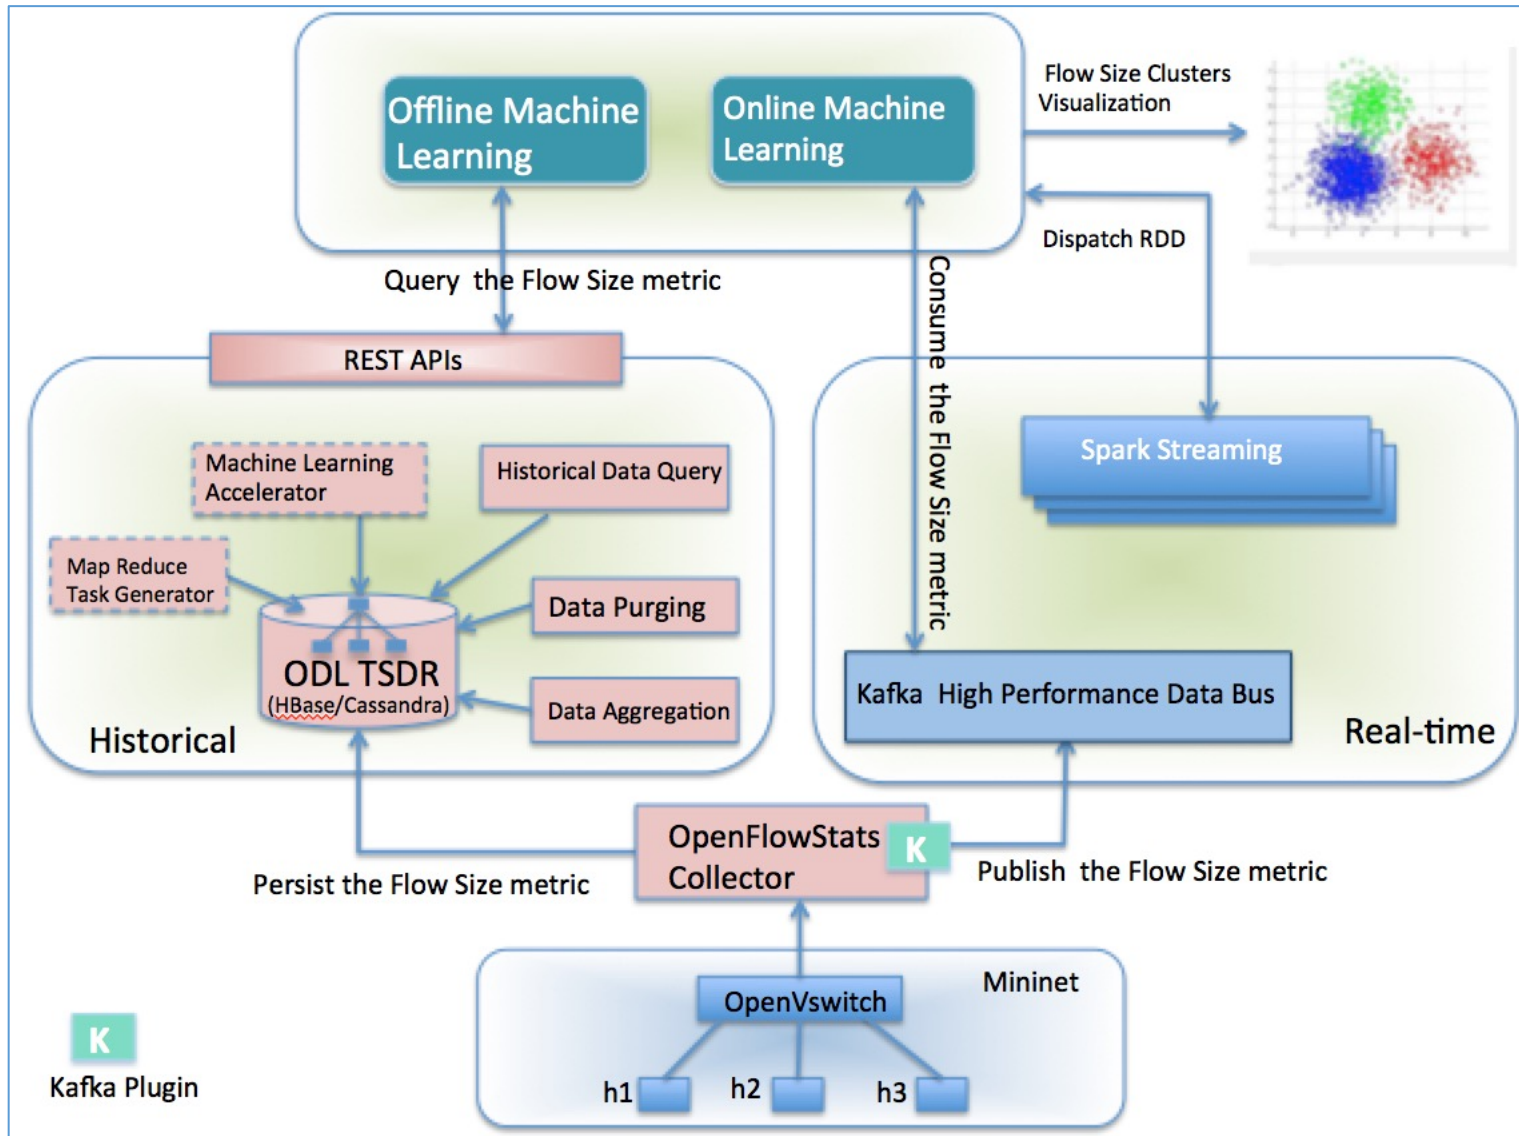 Offline Machine
Learning
Online Machine
Learning
Flow Size Clusters
Visualization
Dispatch RDD
Query the Flow Size metric
Consume the Flow Size metric
REST APIs
Machine Learning
Accelerator
Historical Data Query
Map Reduce
Task Generator
Data Purging
ODL TSDR
(HBase/Cassandra)
Data Aggregation
Historical
Spark Streaming
Kafka High Performance Data Bus
Real-time
OpenFlowStats
Collector
K
Persist the Flow Size metric
Publish the Flow Size metric
Mininet
OpenVswitch
h1
h2
h3
K
Kafka Plugin